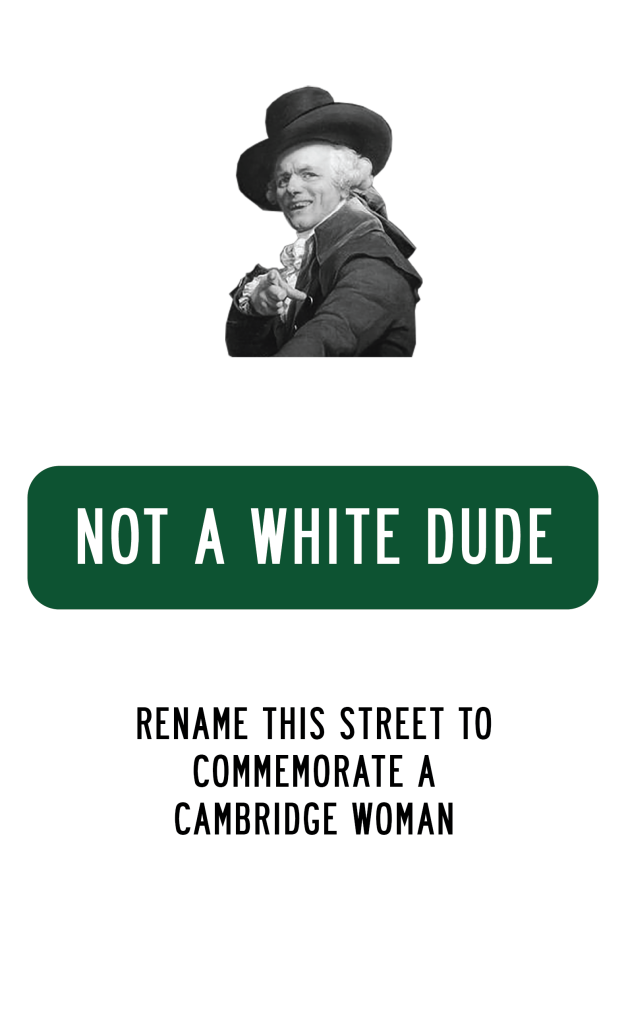 NOT A WHITE DUDE
RENAME THIS STREET TO
COMMEMORATE A
CAMBRIDGE WOMAN